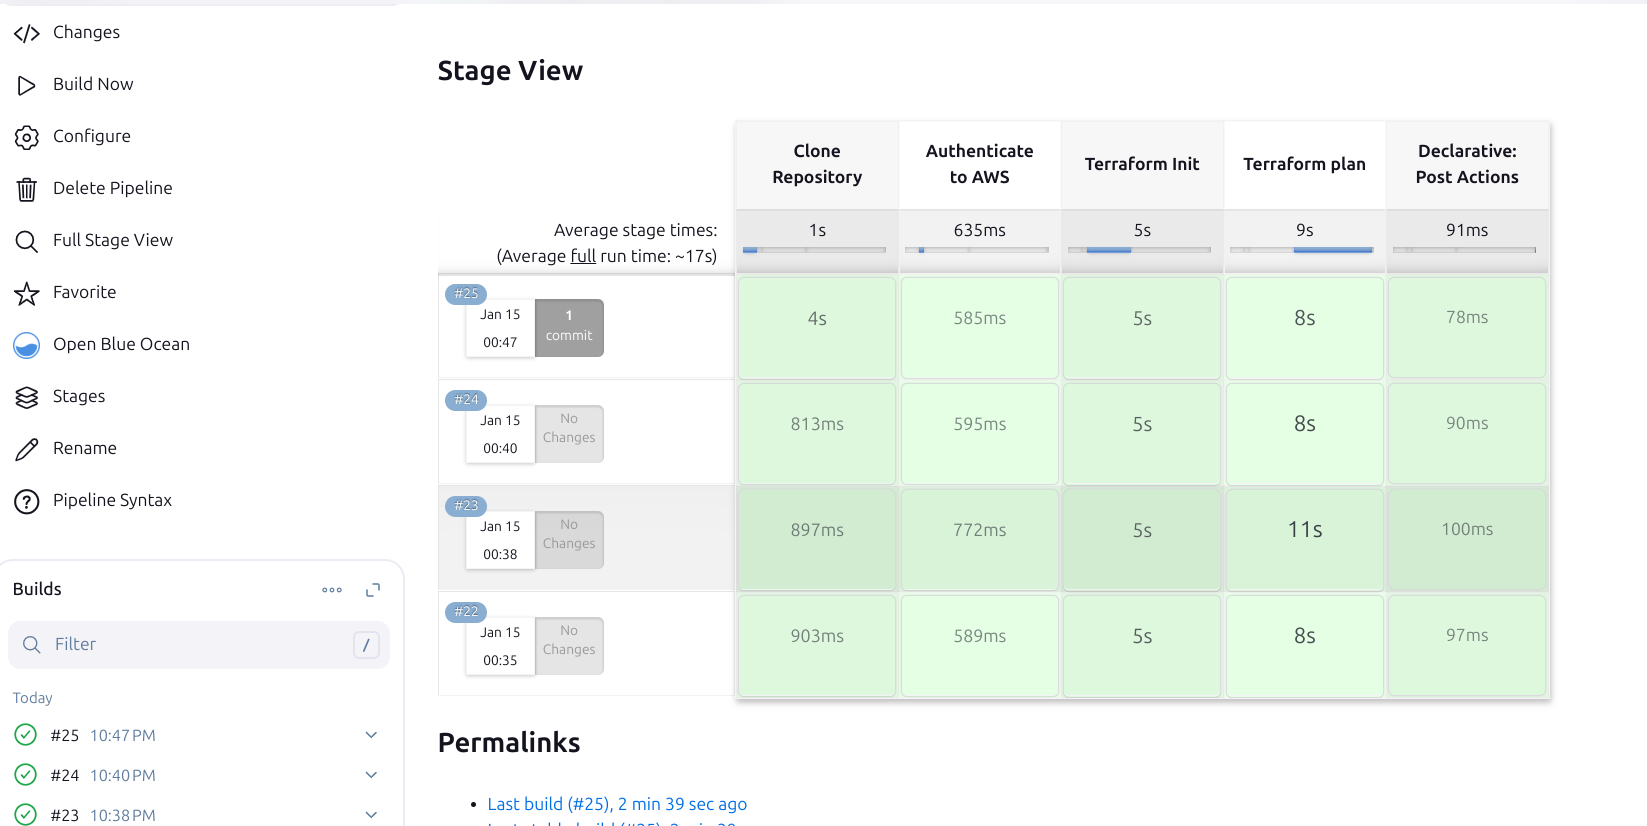 Changes
Build Now
Configure
Delete Pipeline
Full Stage View
Favorite
Open Blue Ocean
Stages
Rename
Pipeline Syntax
Builds
Filter
/
Today
#25 10:47 PM
#24 10:40 PM
#23 10:38 PM
Stage View
Clone Repository
Authenticate to AWS
Terraform Init
Terraform plan
Declarative: Post Actions
Average stage times:
(Average full run time: ~17s)
1s
635ms
5s
9s
91ms
#25
Jan 15
00:47
1
commit
4s
585ms
5s
8s
78ms
#24
Jan 15
00:40
No
Changes
813ms
595ms
5s
8s
90ms
#23
Jan 15
00:38
No
Changes
897ms
772ms
5s
11s
100ms
#22
Jan 15
00:35
No
Changes
903ms
589ms
5s
8s
97ms
Permalinks
Last build (#25), 2 min 39 sec ago